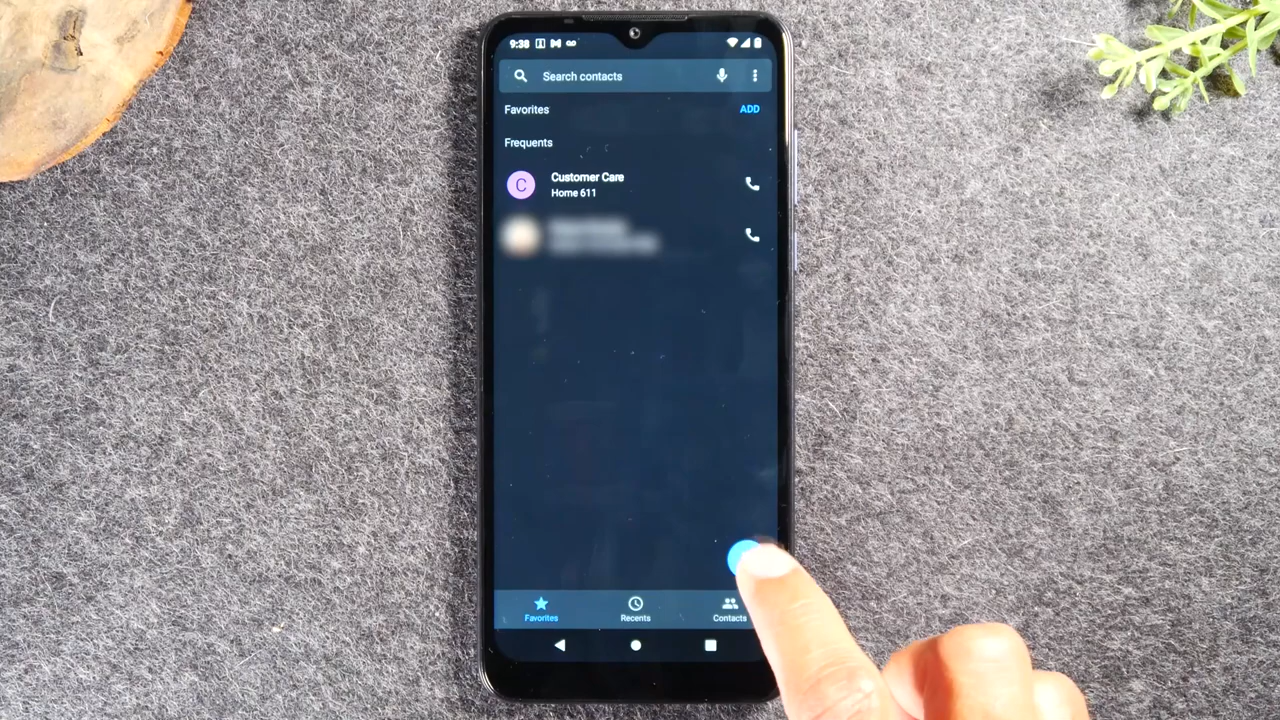 9:38
Search contacts
Favorites
ADD
Frequents
C
Customer Care
Home 611
Favorites
Recents
Contacts